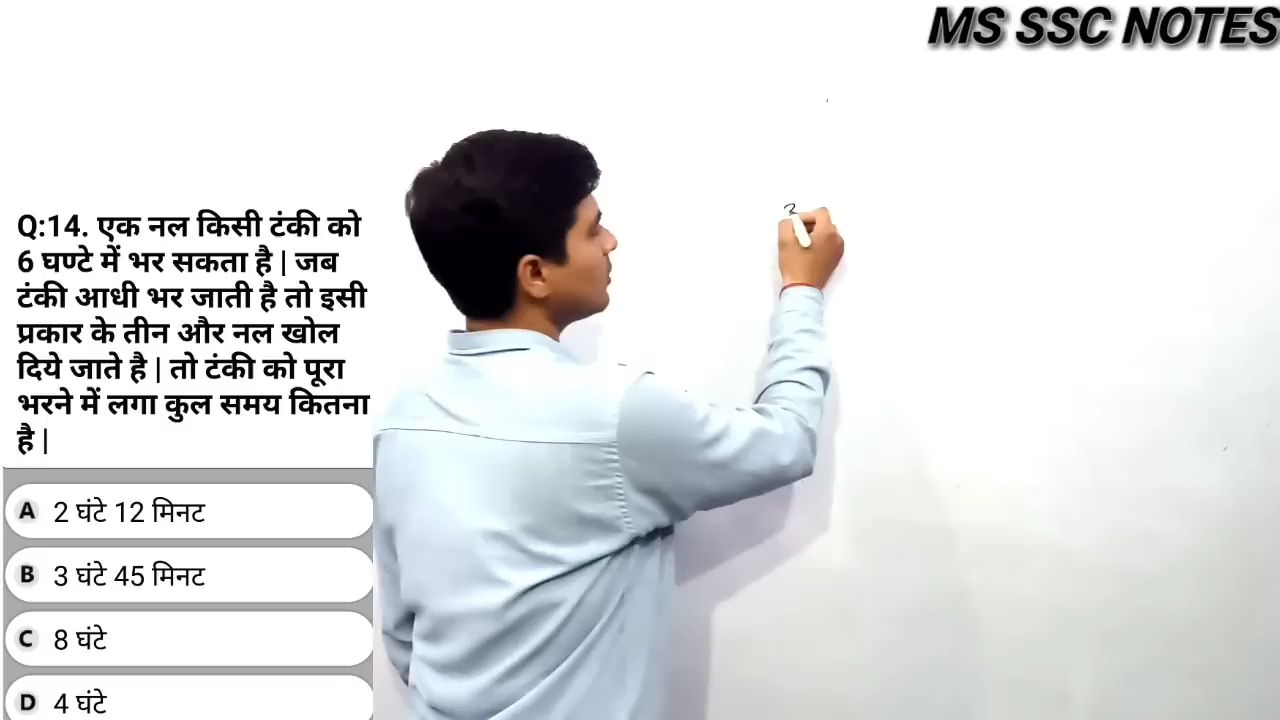 MS SSC NOTES
Q:14. एक नल किसी टंकी को
6 घण्टे में भर सकता है | जब
टंकी आधी भर जाती है तो इसी
प्रकार के तीन और नल खोल
दिये जाते है | तो टंकी को पूरा
भरने में लगा कुल समय कितना
है |
A 2 घंटे 12 मिनट
B 3 घंटे 45 मिनट
C 8 घंटे
D 4 घंटे